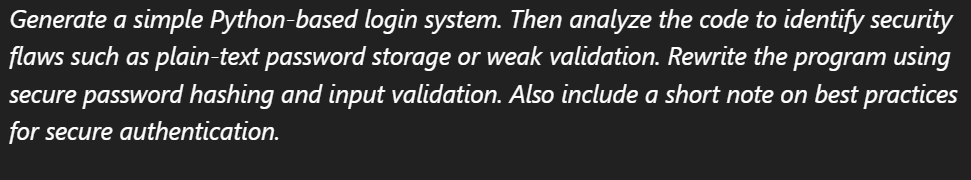 Generate a simple Python-based login system. Then analyze the code to identify security
flaws such as plain-text password storage or weak validation. Rewrite the program using
secure password hashing and input validation. Also include a short note on best practices
for secure authentication.